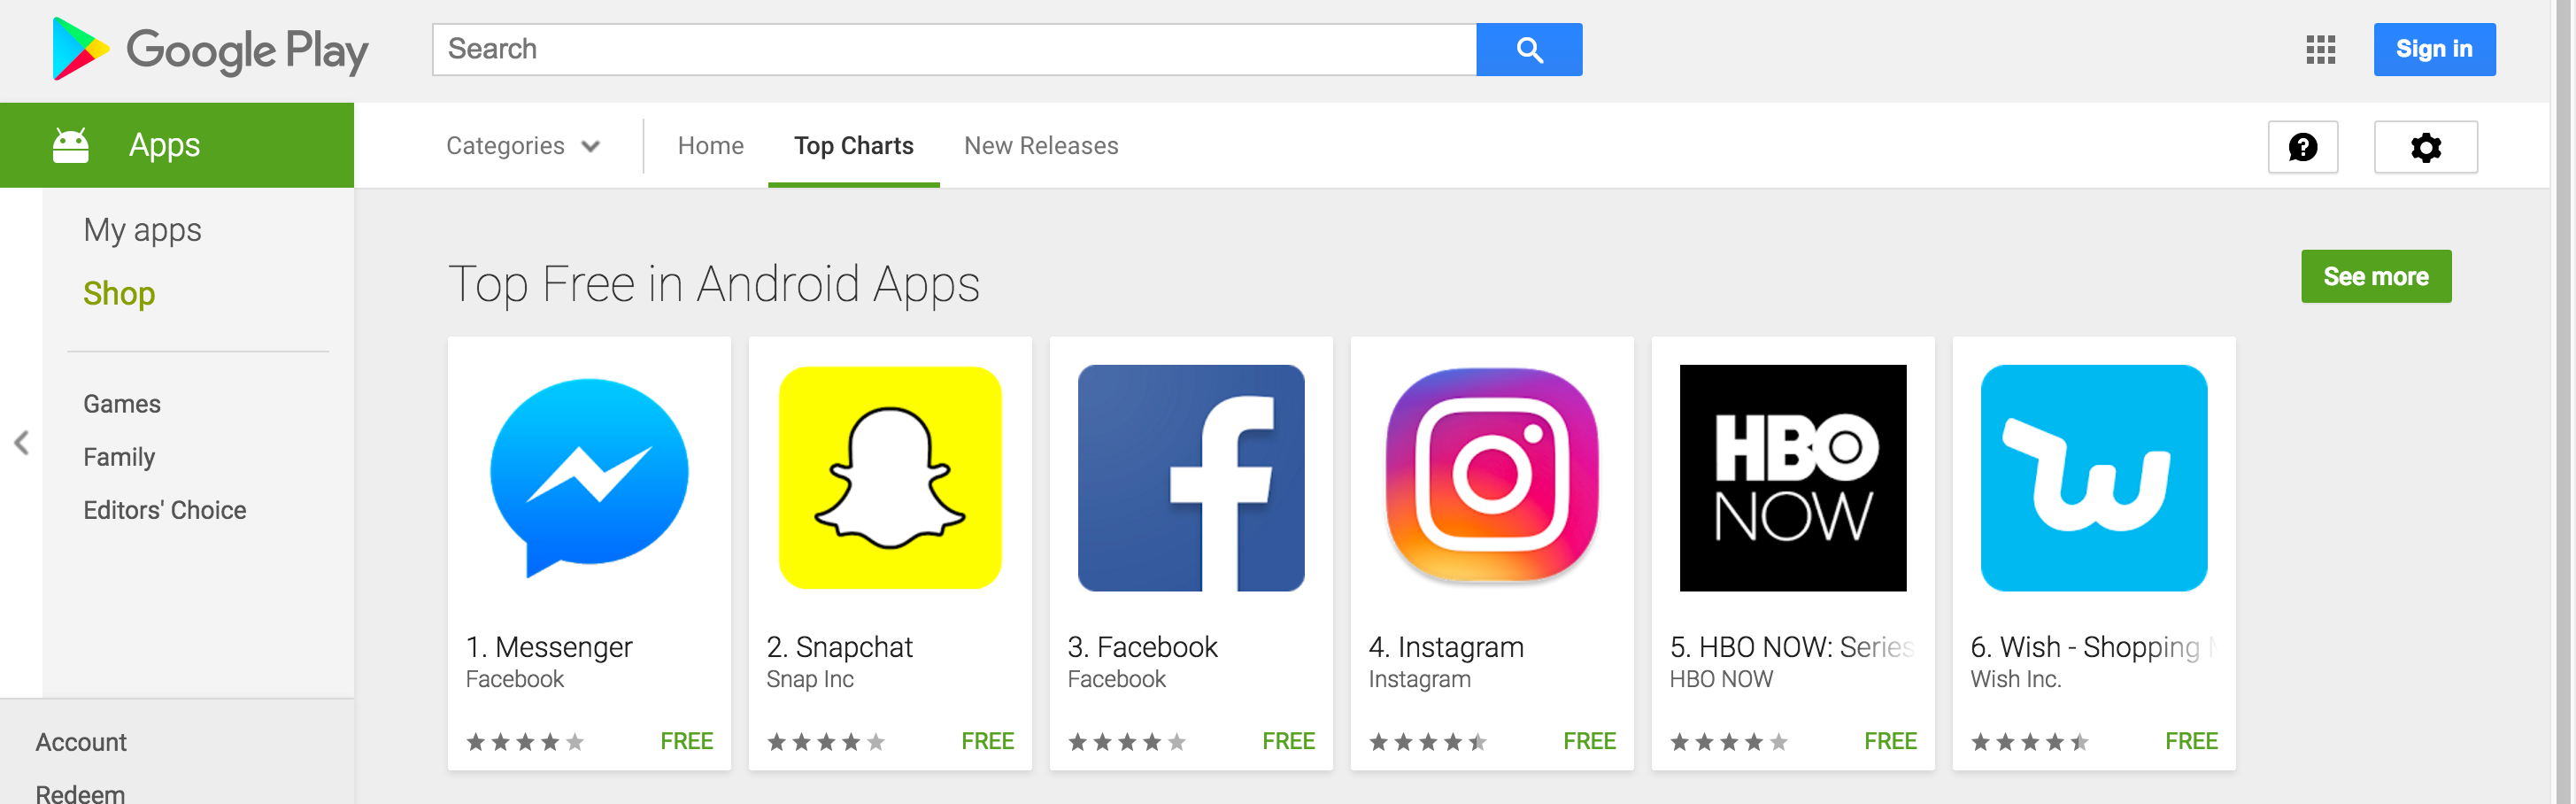 Google Play
Search
Sign in
Apps
Categories
Home
Top Charts
New Releases
?
My apps
Shop
Games
Family
Editors' Choice
Account
Redeem
Top Free in Android Apps
See more
1. Messenger
Facebook
FREE
2. Snapchat
Snap Inc
FREE
f
3. Facebook
Facebook
FREE
4. Instagram
Instagram
FREE
HBO
NOW
5. HBO NOW: Series
HBO NOW
FREE
w
6. Wish - Shopping
Wish Inc.
FREE